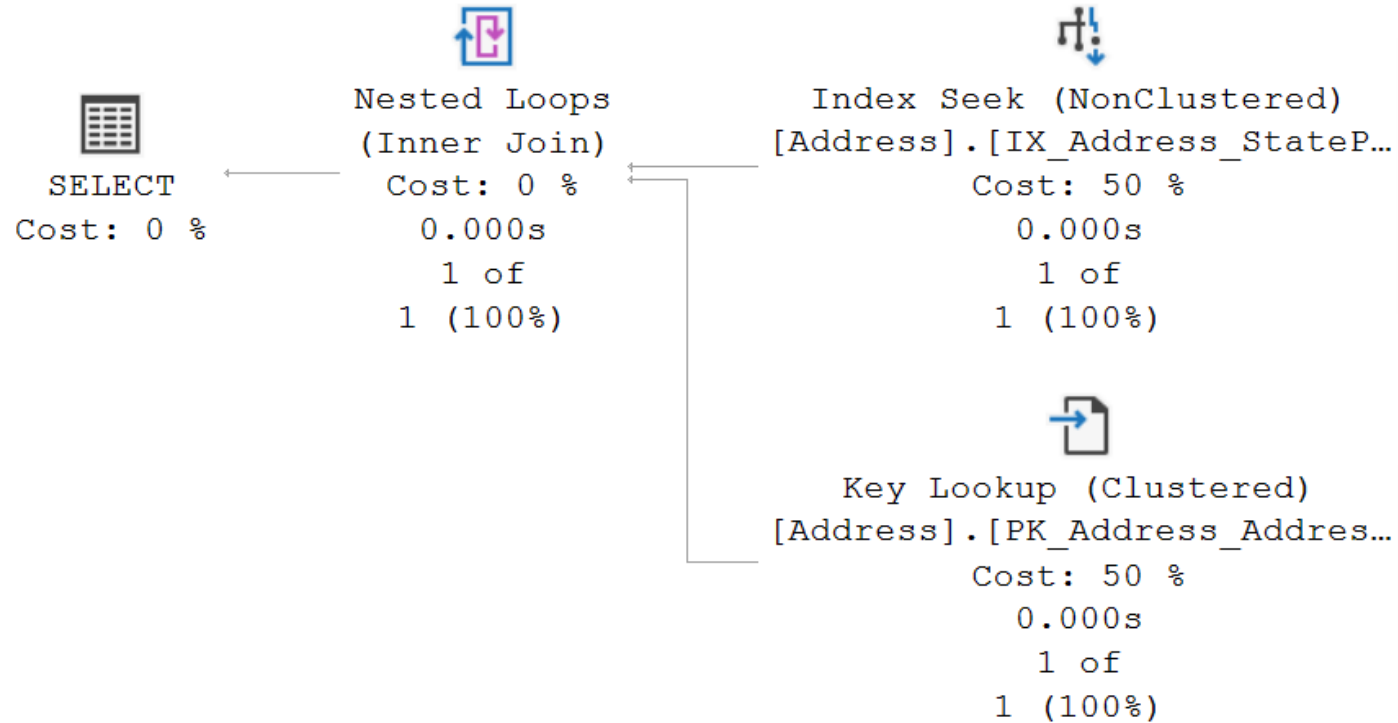 SELECT
Cost: 0 %
Nested Loops
(Inner Join)
Cost: 0 %
0.000s
1 of
1 (100%)
Index Seek (NonClustered)
[Address].[IX_Address_StateP…
Cost: 50 %
0.000s
1 of
1 (100%)
Key Lookup (Clustered)
[Address].[PK_Address_Addres…
Cost: 50 %
0.000s
1 of
1 (100%)